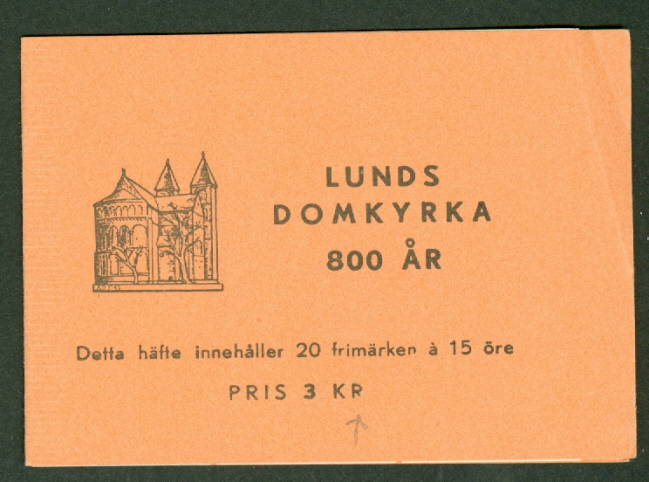 LUNDS
DOMKYRKA
800 ÅR
Detta häfte innehåller 20 frimärken à 15 öre
PRIS 3 KR